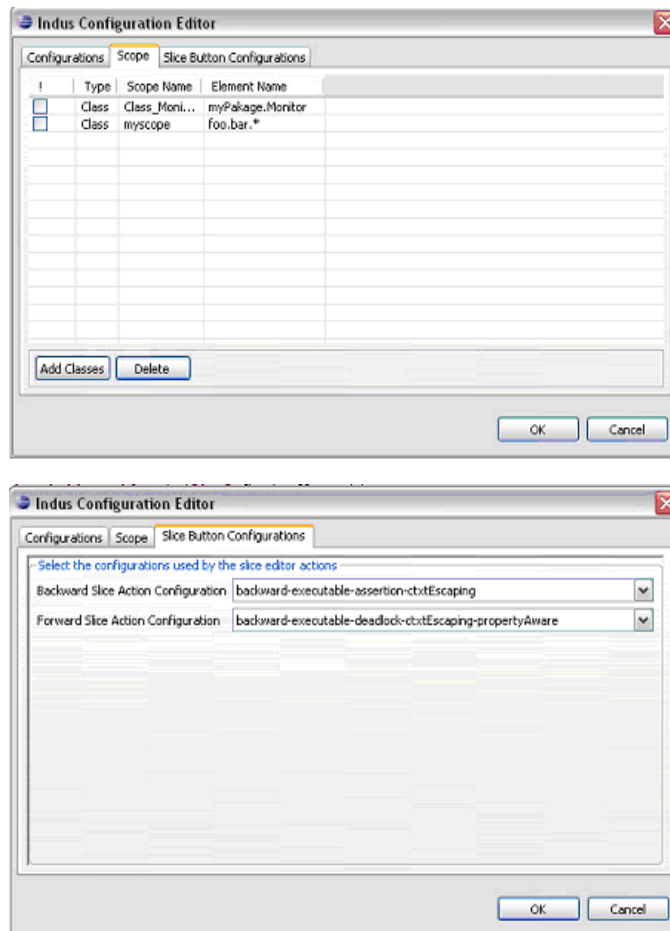 Indus Configuration Editor
Configurations Scope Slice Button Configurations
! Type Scope Name Element Name
Class Class_Moni... myPakage.Monitor
Class myscope foo.bar.*
Add Classes Delete
OK Cancel
Indus Configuration Editor
Configurations Scope Slice Button Configurations
Select the configurations used by the slice editor actions
Backward Slice Action Configuration backward-executable-assertion-ctxtEscaping
Forward Slice Action Configuration backward-executable-deadlock-ctxtEscaping-propertyAware
OK Cancel